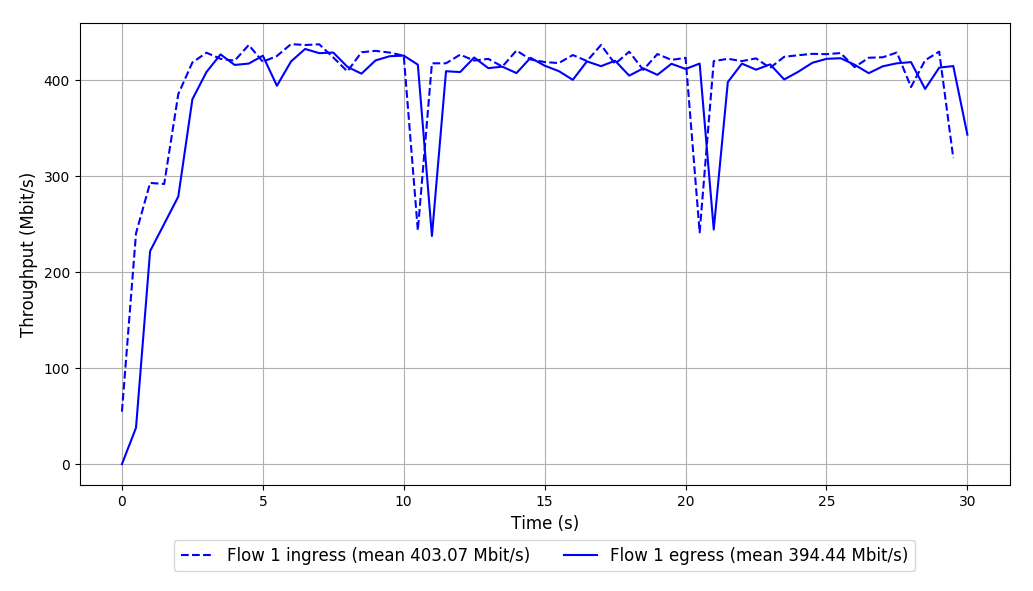 400
300
200
100
0
Throughput (Mbit/s)
0 5 10 15 20 25 30
Time (s)
Flow 1 ingress (mean 403.07 Mbit/s) Flow 1 egress (mean 394.44 Mbit/s)